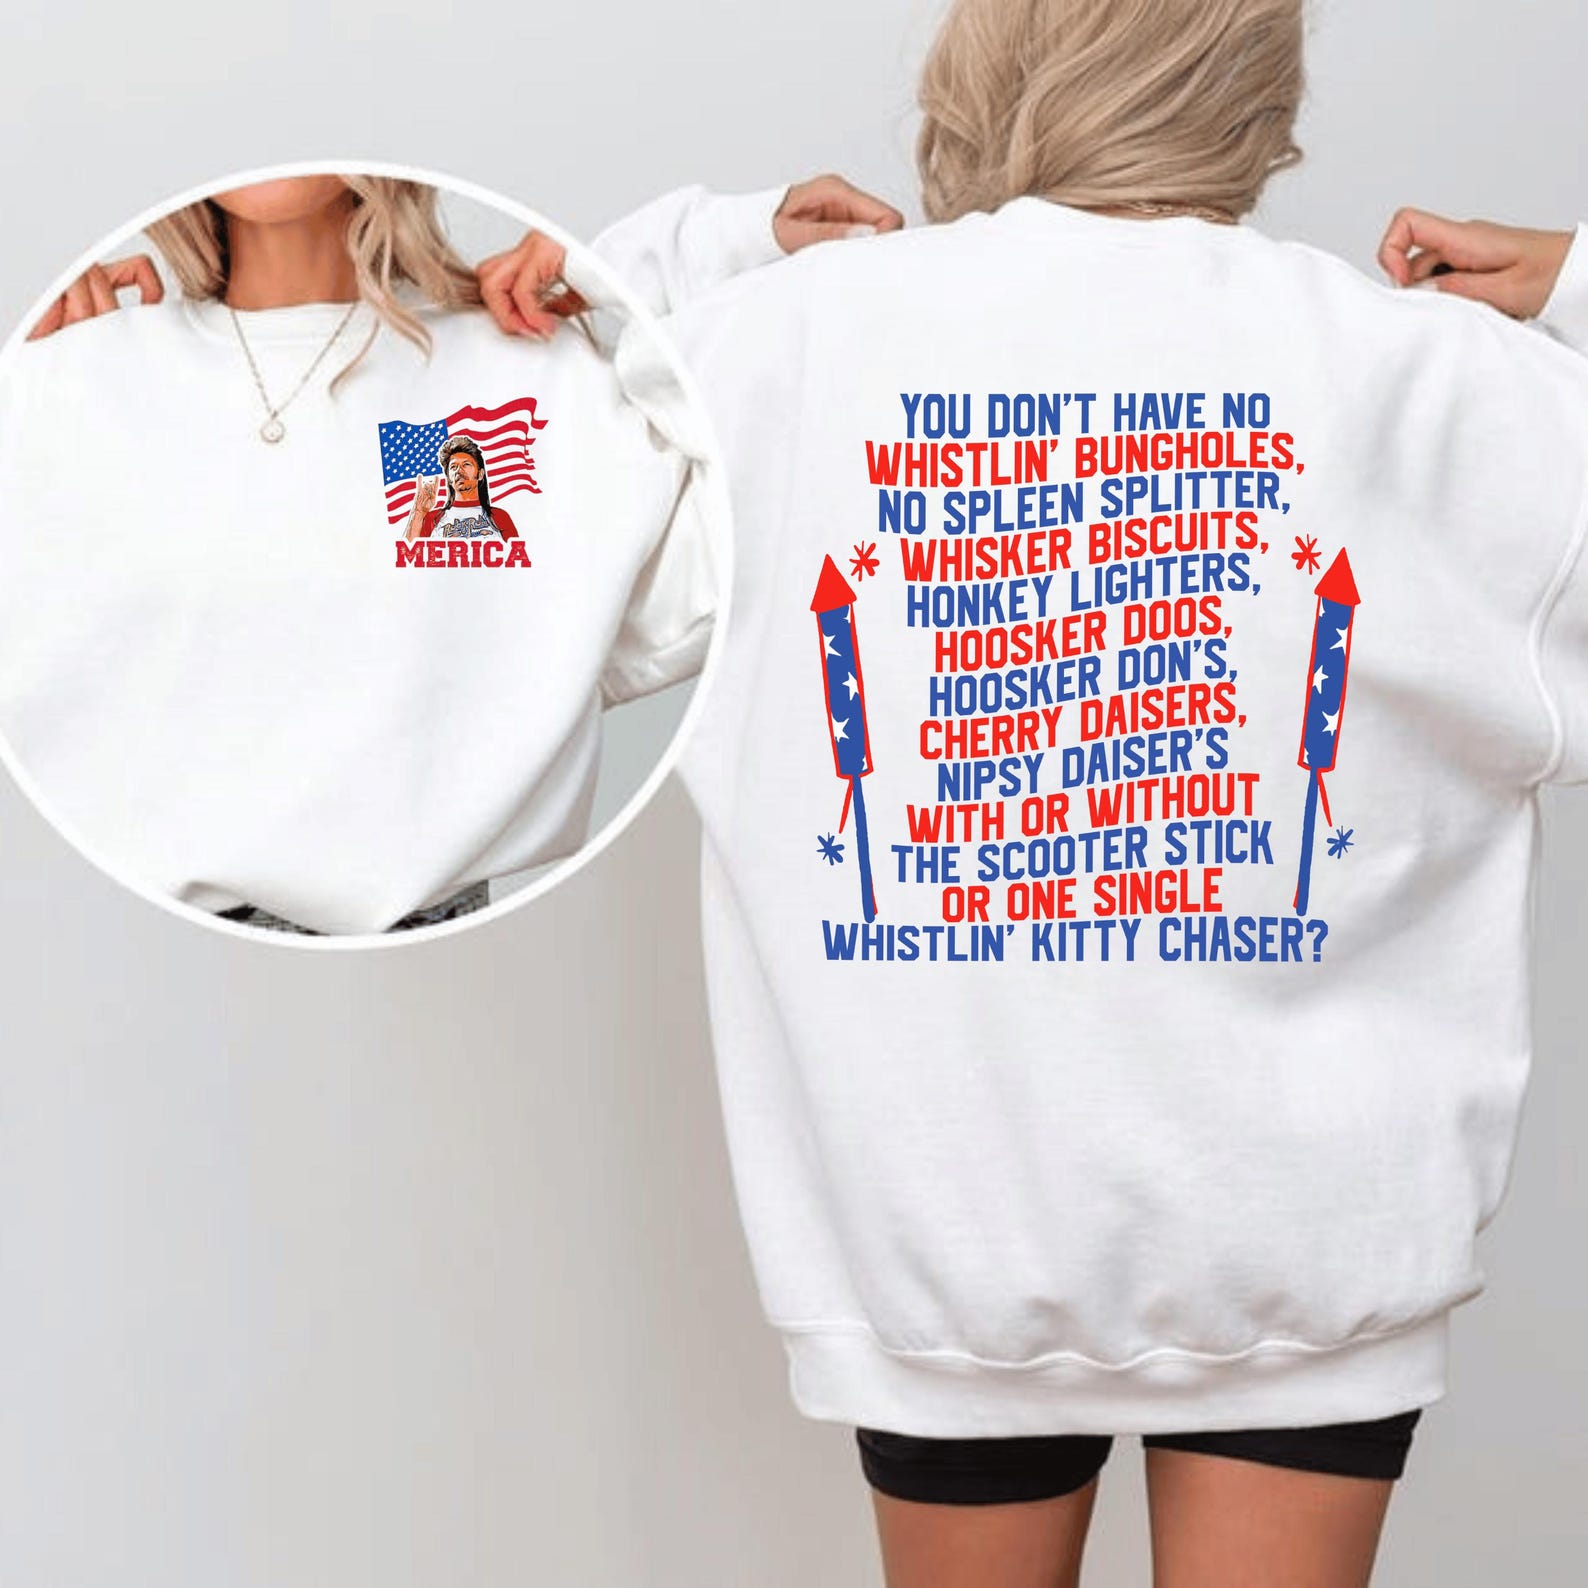 MERICA
YOU DON'T HAVE NO
WHISTLIN' BUNGHOLES,
NO SPLEEN SPLITTER,
WHISKER BISCUITS,
HONKEY LIGHTERS,
HOOSKER DOOS,
HOOSKER DON'S,
CHERRY DAISERS,
NIPSY DAISER'S
WITH OR WITHOUT
THE SCOOTER STICK
OR ONE SINGLE
WHISTLIN' KITTY CHASER?